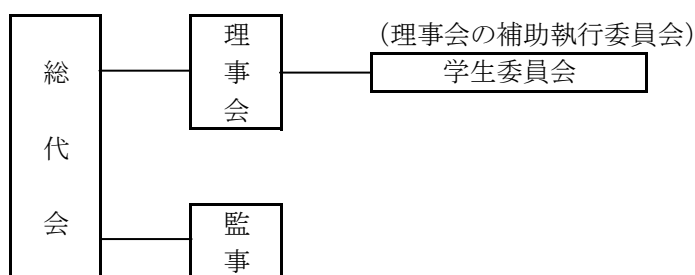 総代会
理事会
(理事会の補助執行委員会)
学生委員会
監事